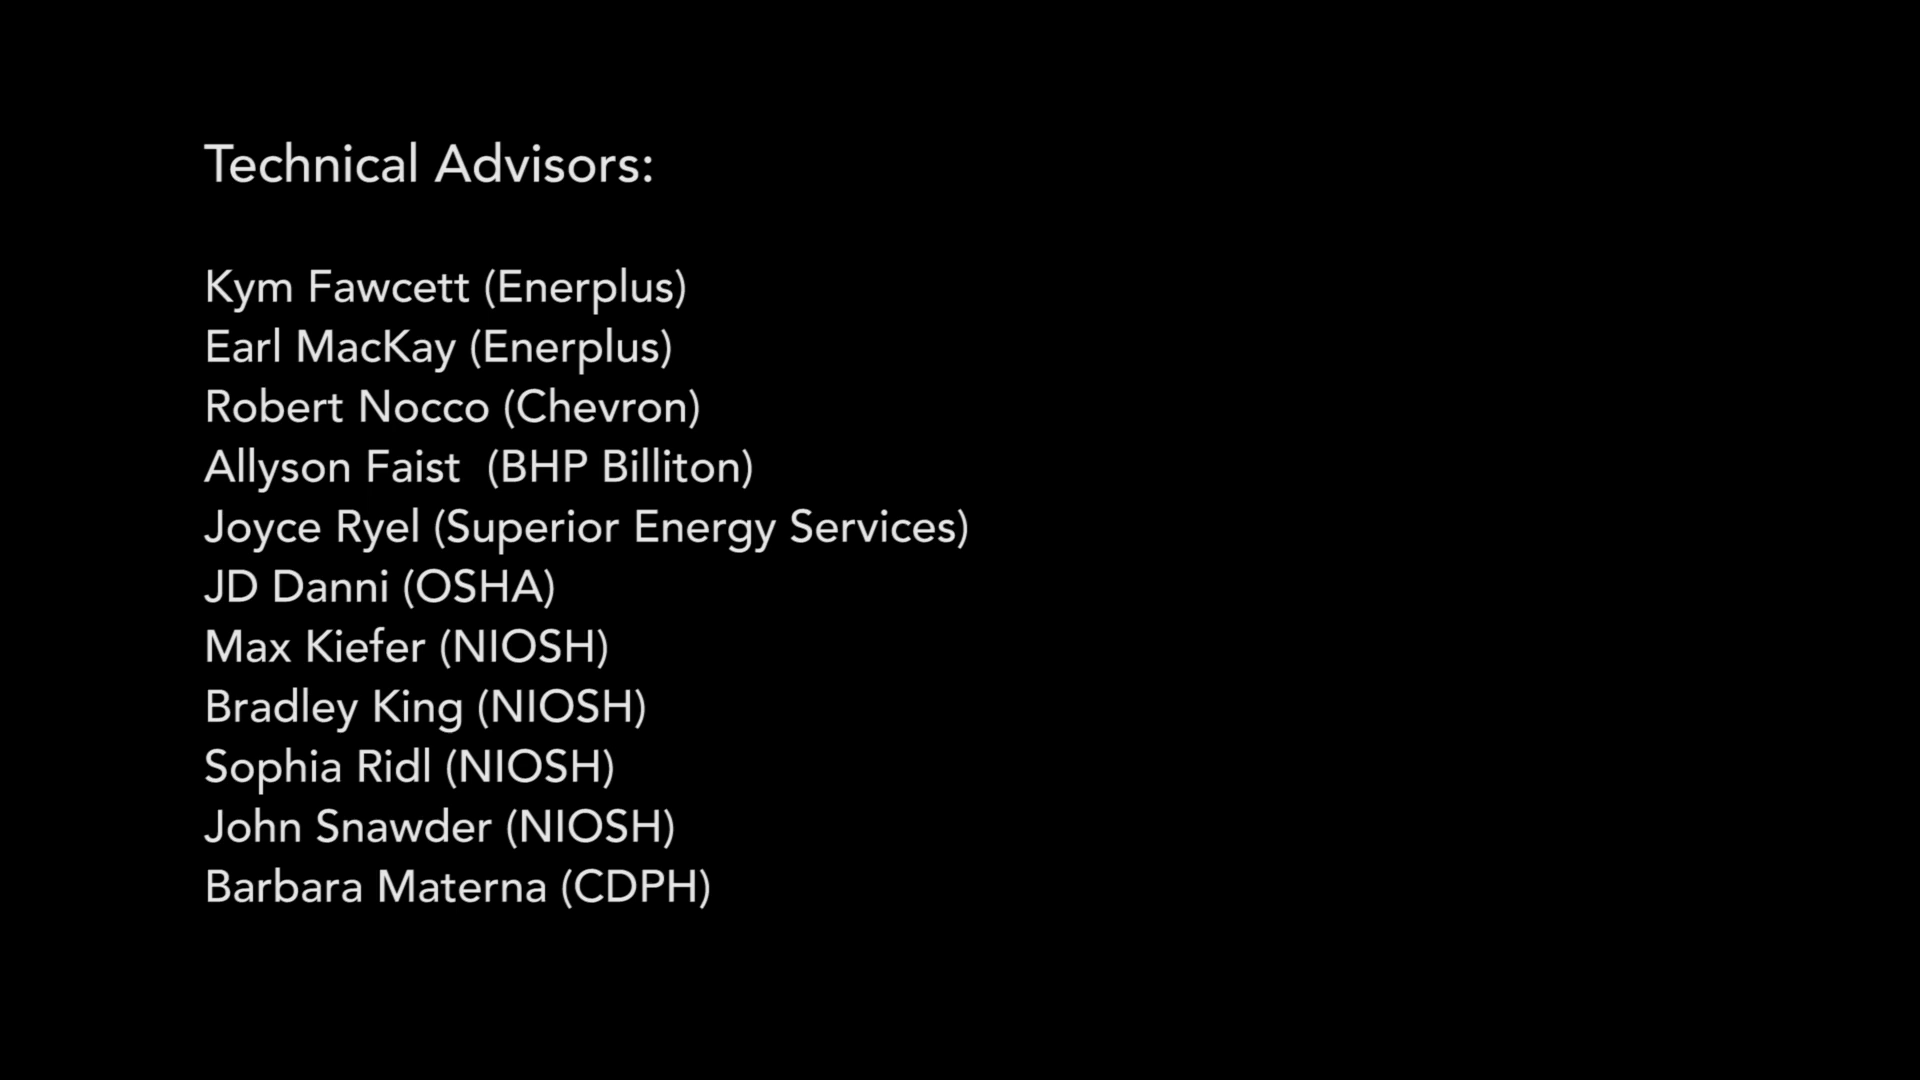 Technical Advisors:
Kym Fawcett (Enerplus)
Earl MacKay (Enerplus)
Robert Nocco (Chevron)
Allyson Faist  (BHP Billiton)
Joyce Ryel (Superior Energy Services)
JD Danni (OSHA)
Max Kiefer (NIOSH)
Bradley King (NIOSH)
Sophia Ridl (NIOSH)
John Snawder (NIOSH)
Barbara Materna (CDPH)